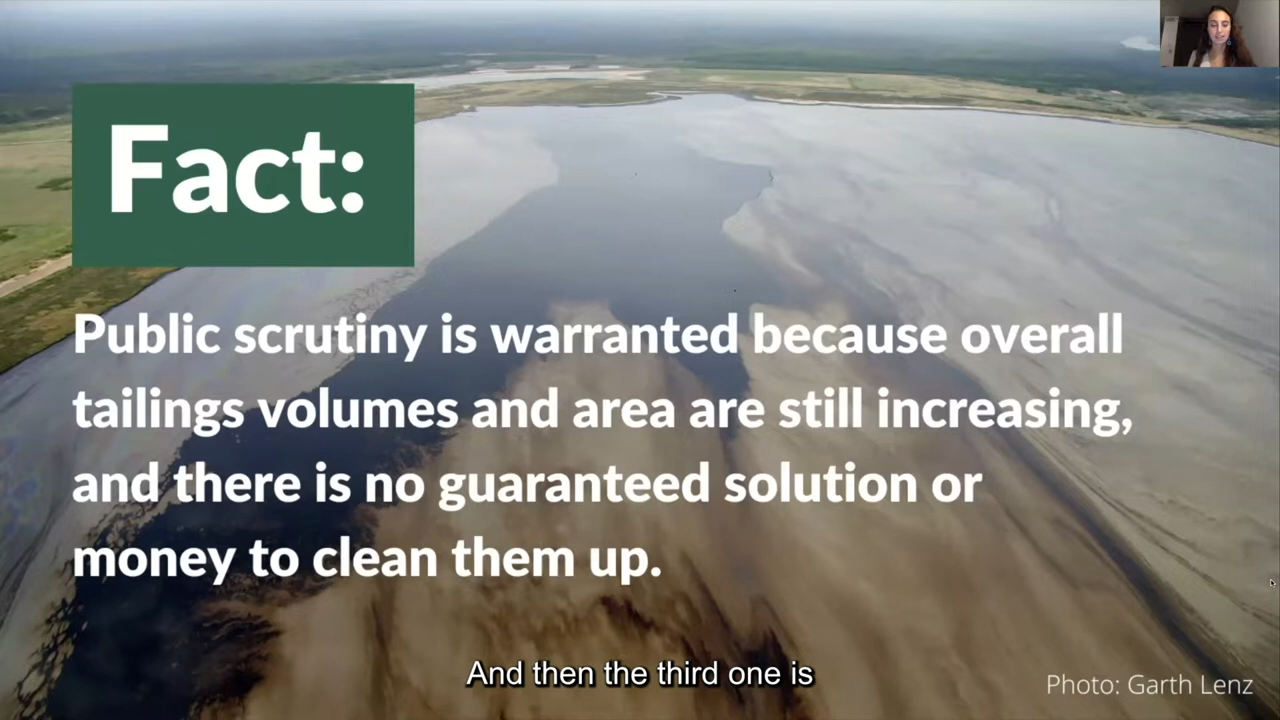 Fact:
Public scrutiny is warranted because overall
tailings volumes and area are still increasing,
and there is no guaranteed solution or
money to clean them up.
And then the third one is
Photo: Garth Lenz